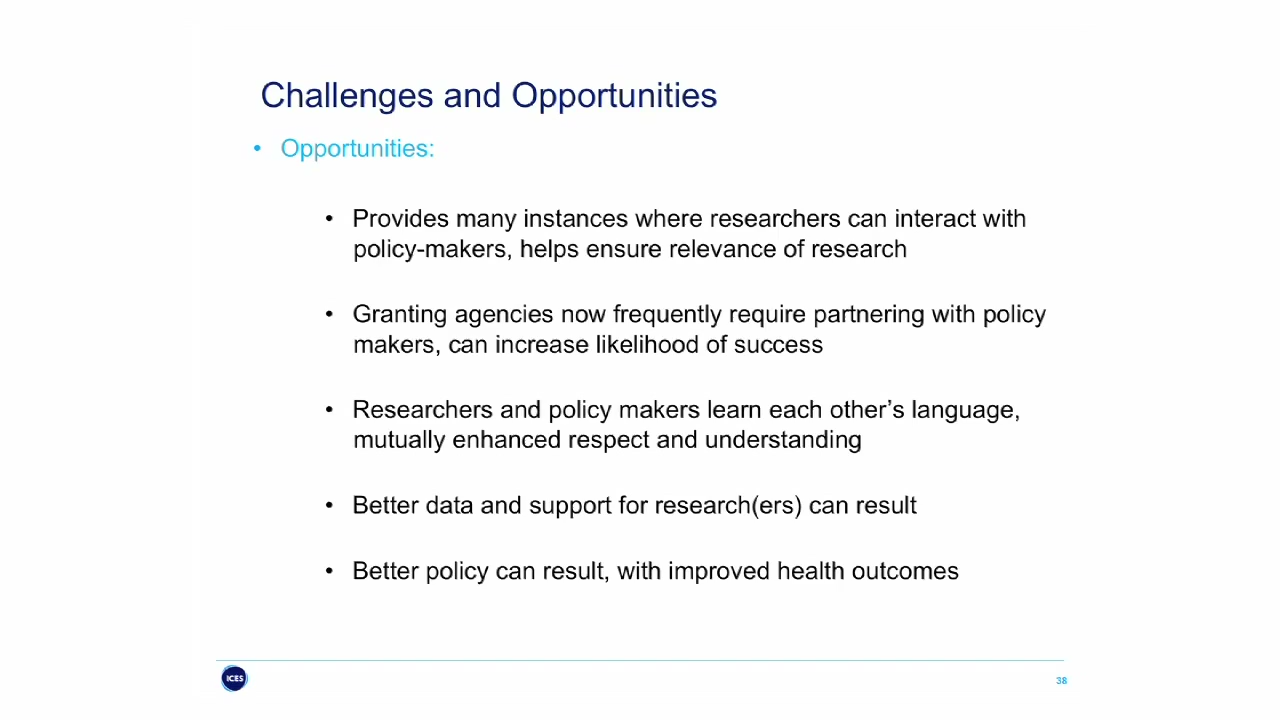 Challenges and Opportunities
• Opportunities:
• Provides many instances where researchers can interact with
policy-makers, helps ensure relevance of research
• Granting agencies now frequently require partnering with policy
makers, can increase likelihood of success
• Researchers and policy makers learn each other’s language,
mutually enhanced respect and understanding
• Better data and support for research(ers) can result
• Better policy can result, with improved health outcomes
ICES
38